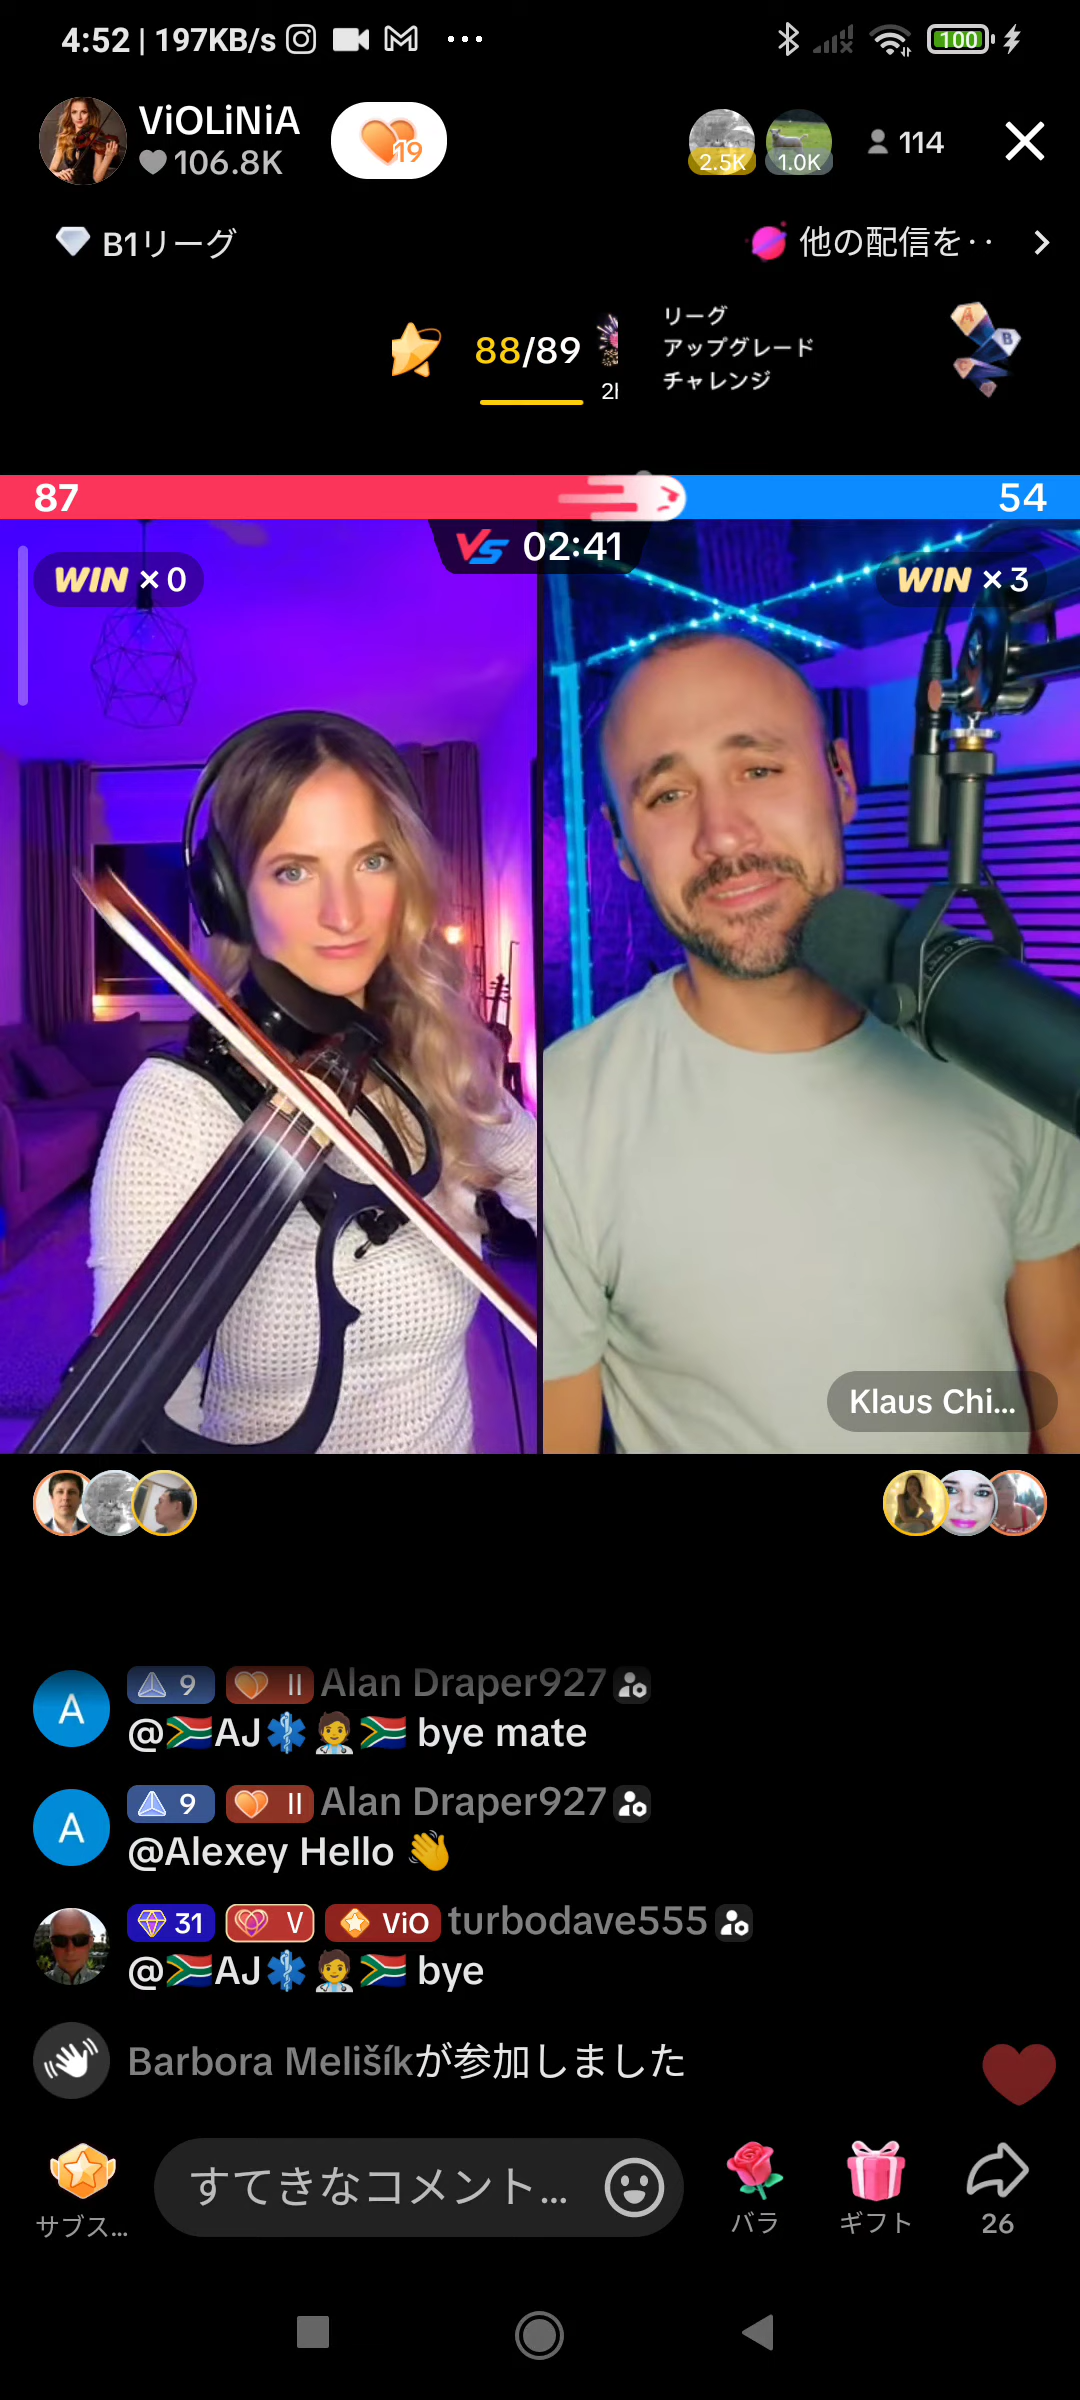 4:52 | 197KB/s
100
ViOLiNiA
106.8K
19
2.5K
1.0K
114
B1リーグ
他の配信を‥
88/89
リーグ
アップグレード
チャレンジ
87
54
VS 02:41
WIN ×0
WIN ×3
Klaus Chi...
9 II Alan Draper927
@🇿🇦AJ⚕️🧑‍⚕️🇿🇦 bye mate
9 II Alan Draper927
@Alexey Hello 👋
31 V ViO turbodave555
@🇿🇦AJ⚕️🧑‍⚕️🇿🇦 bye
Barbora Melišíkが参加しました
すてきなコメント...
サブス...
バラ
ギフト
26